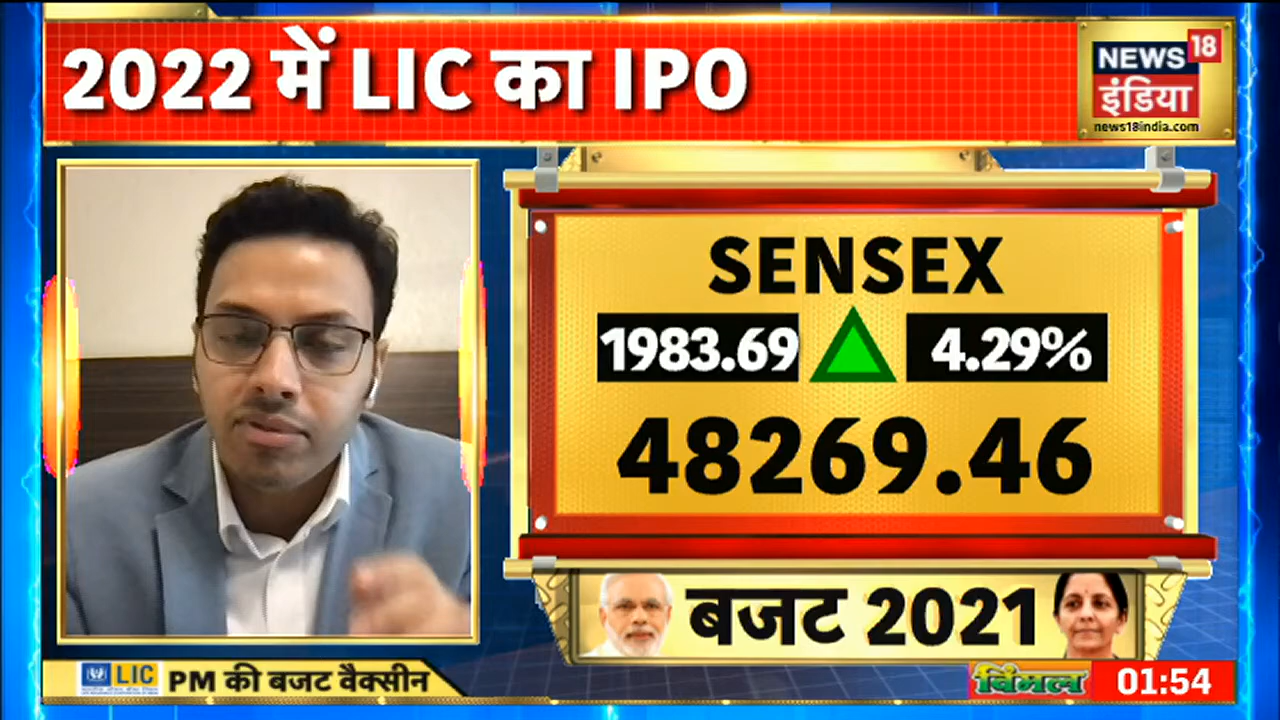 2022 में LIC का IPO
NEWS 18
इंडिया
news18india.com
SENSEX
1983.69 4.29%
48269.46
बजट 2021
LIC PM की बजट वैक्सीन
विमल 01:54